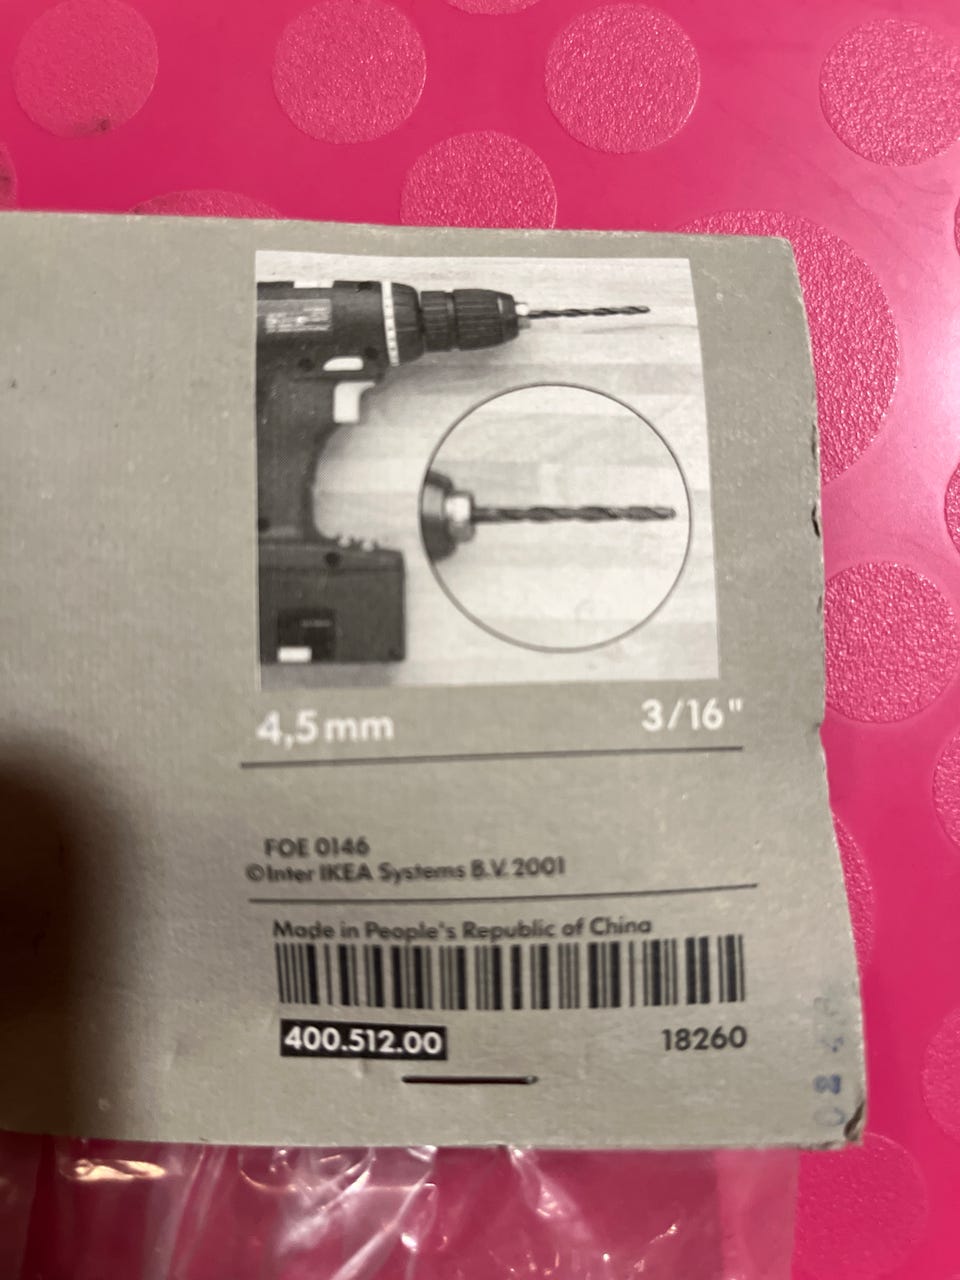 4,5 mm 3/16"
FOE 0146
©Inter IKEA Systems B.V. 2001
Made in People's Republic of China
400.512.00 18260